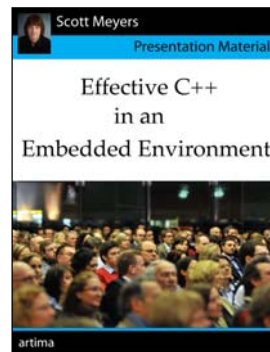 Scott Meyers
Presentation Materials
Effective C++
in an
Embedded Environment
artima